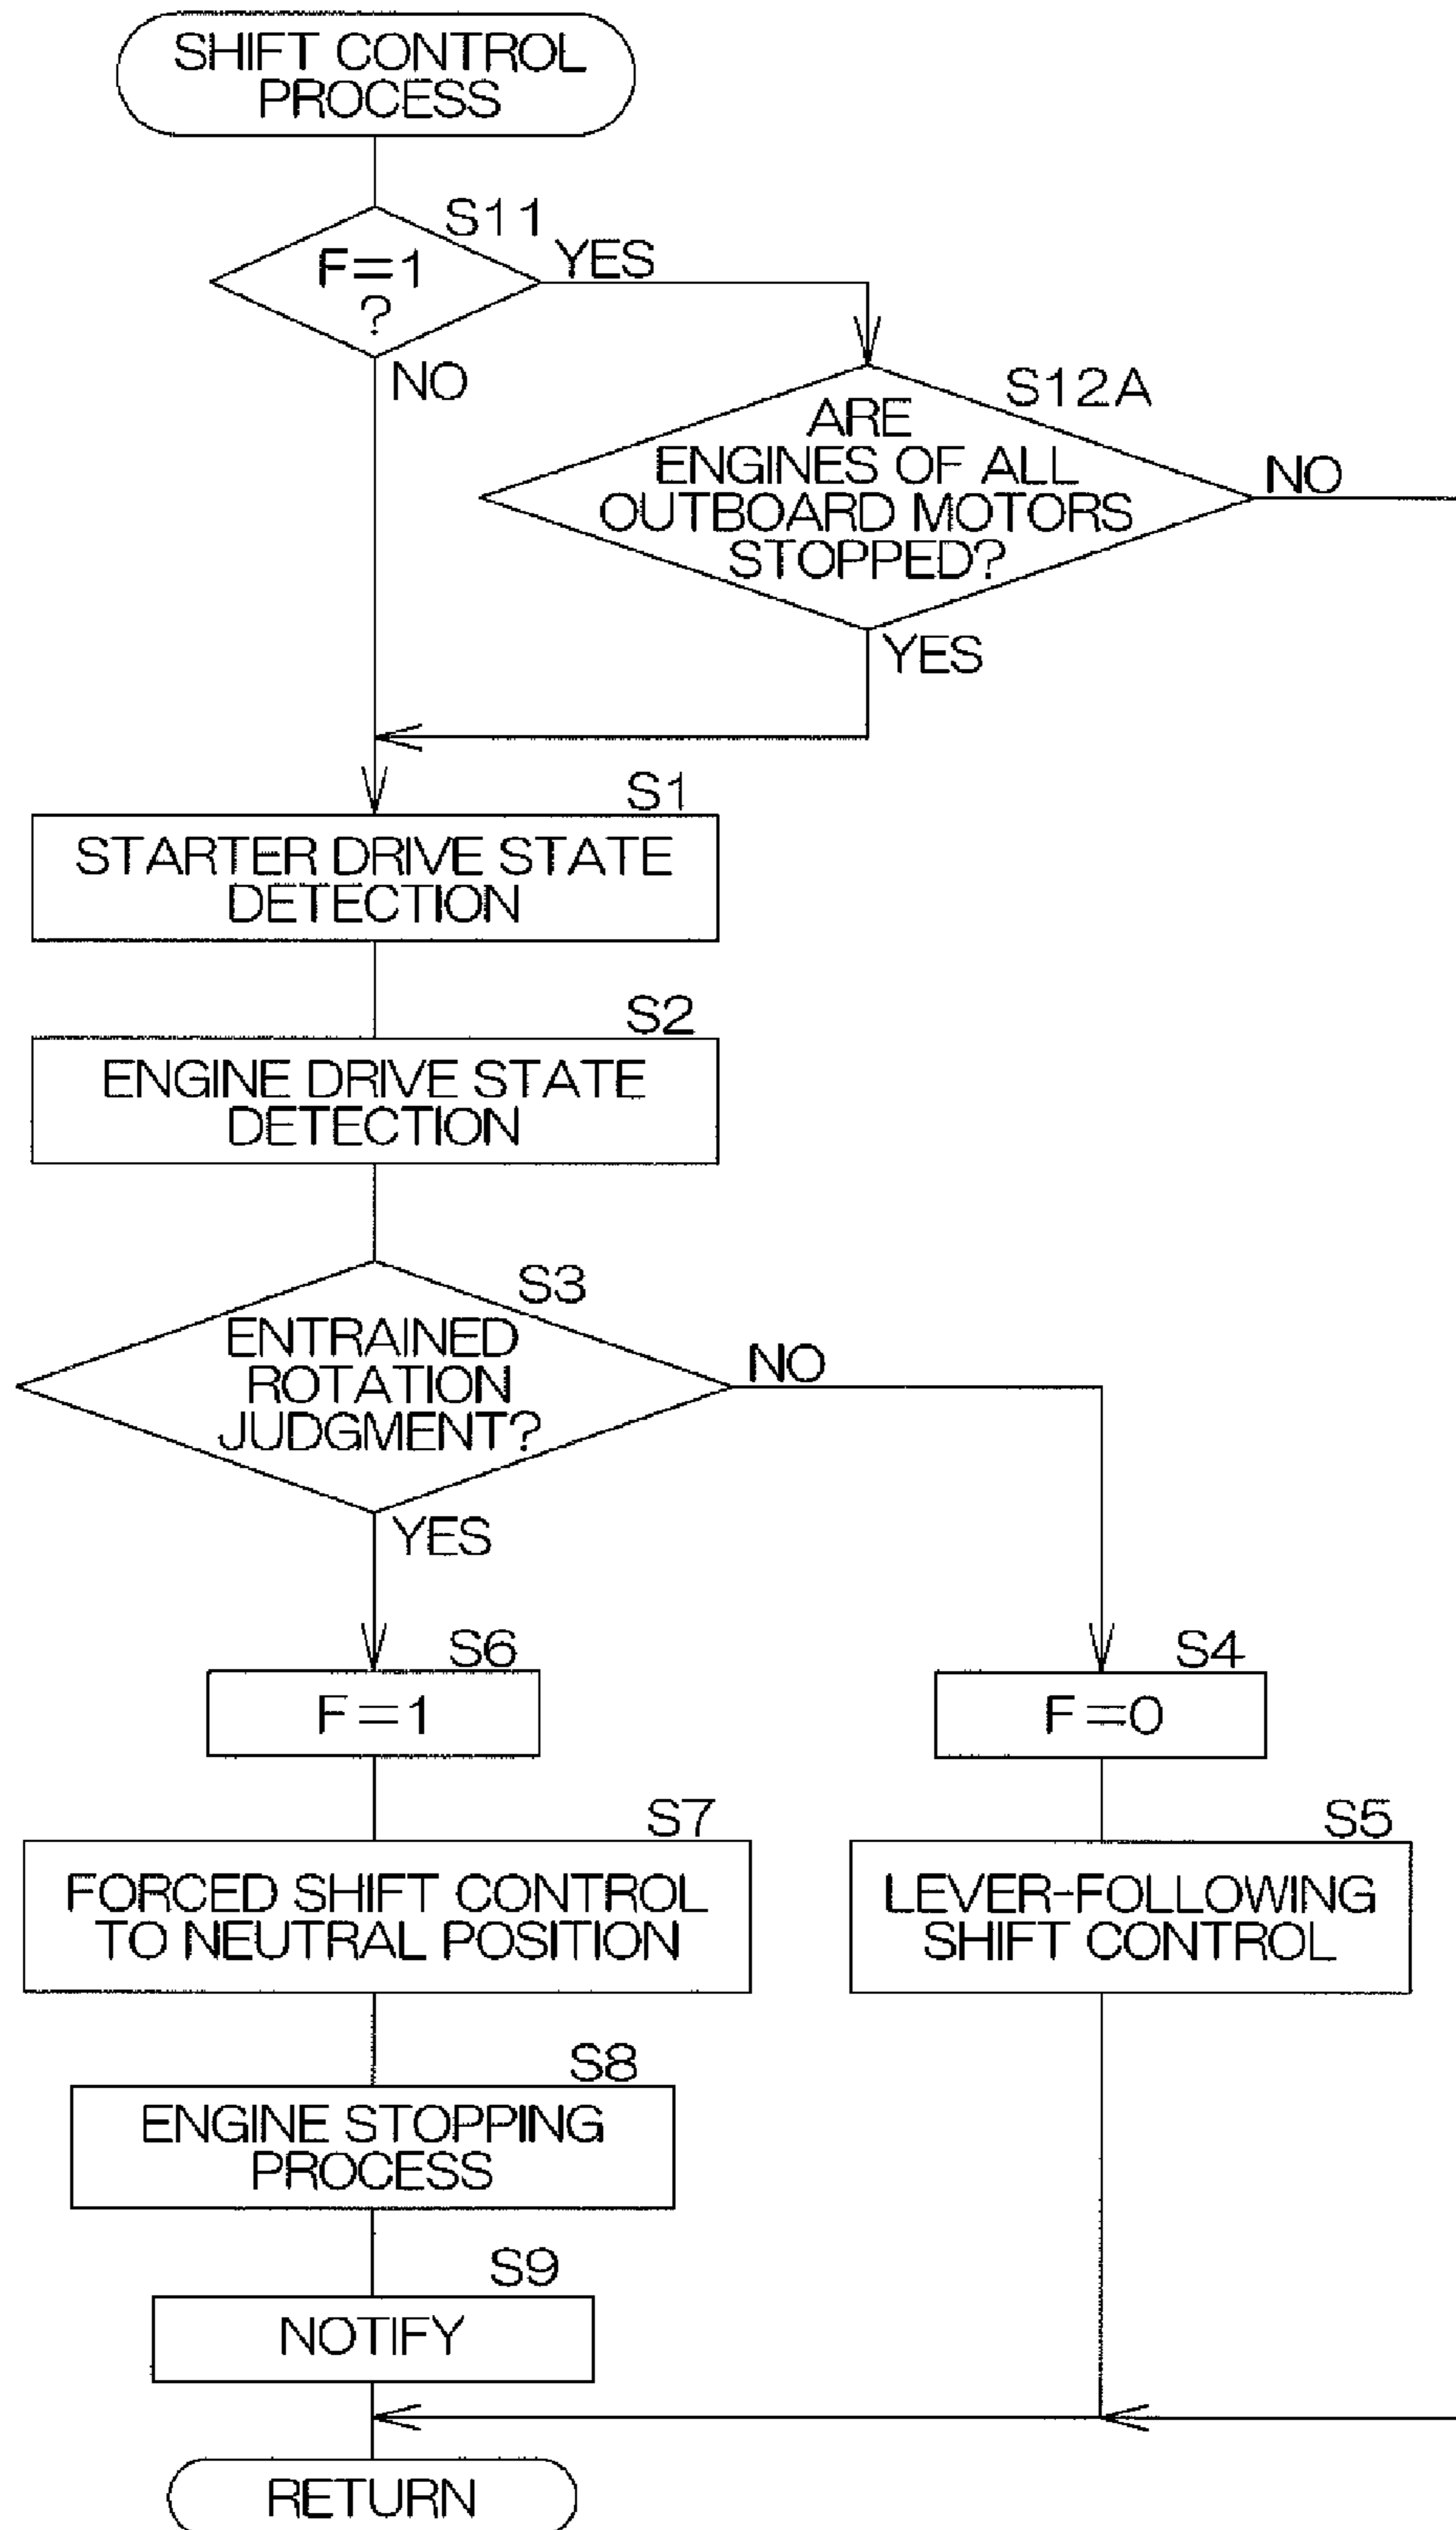 SHIFT CONTROL
PROCESS
S11
F=1
?
YES
NO
S12A
ARE
ENGINES OF ALL
OUTBOARD MOTORS
STOPPED?
NO
YES
S1
STARTER DRIVE STATE
DETECTION
S2
ENGINE DRIVE STATE
DETECTION
S3
ENTRAINED
ROTATION
JUDGMENT?
NO
YES
S6
F=1
S4
F=0
S7
FORCED SHIFT CONTROL
TO NEUTRAL POSITION
S5
LEVER-FOLLOWING
SHIFT CONTROL
S8
ENGINE STOPPING
PROCESS
S9
NOTIFY
RETURN